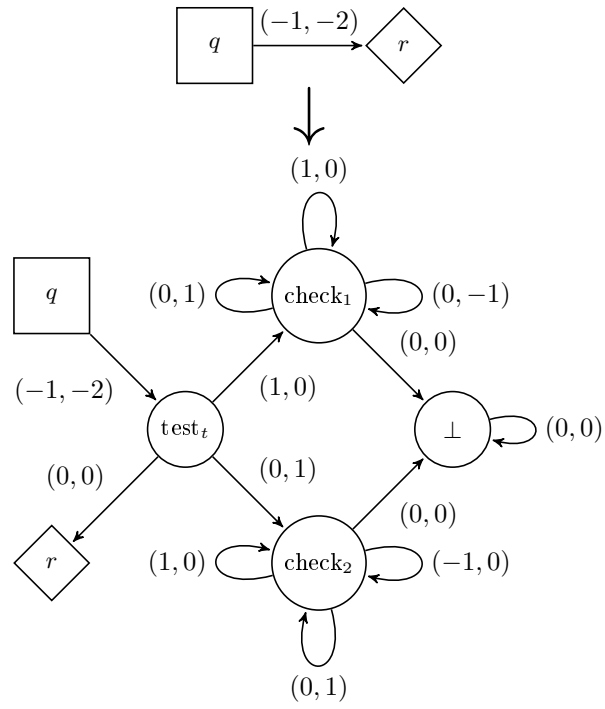 (−1, −2)
q
r
(1, 0)
q
(0, 1)
check₁
(0, −1)
(0, 0)
(−1, −2)
(1, 0)
testₜ
⊥
(0, 0)
(0, 0)
(0, 1)
(0, 0)
r
(1, 0)
check₂
(−1, 0)
(0, 1)